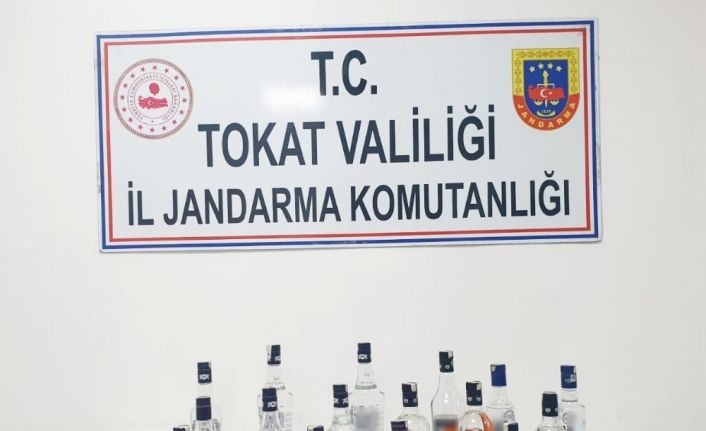 T.C.
TOKAT VALİLİĞİ
İL JANDARMA KOMUTANLIĞI
JANDARMA